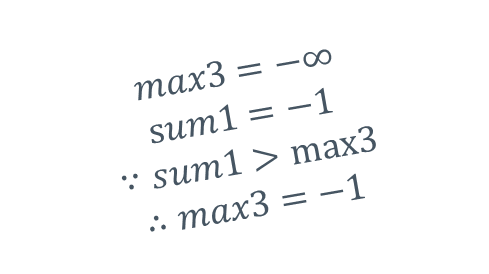 max3 = −∞
sum1 = −1
∵ sum1 > max3
∴ max3 = −1